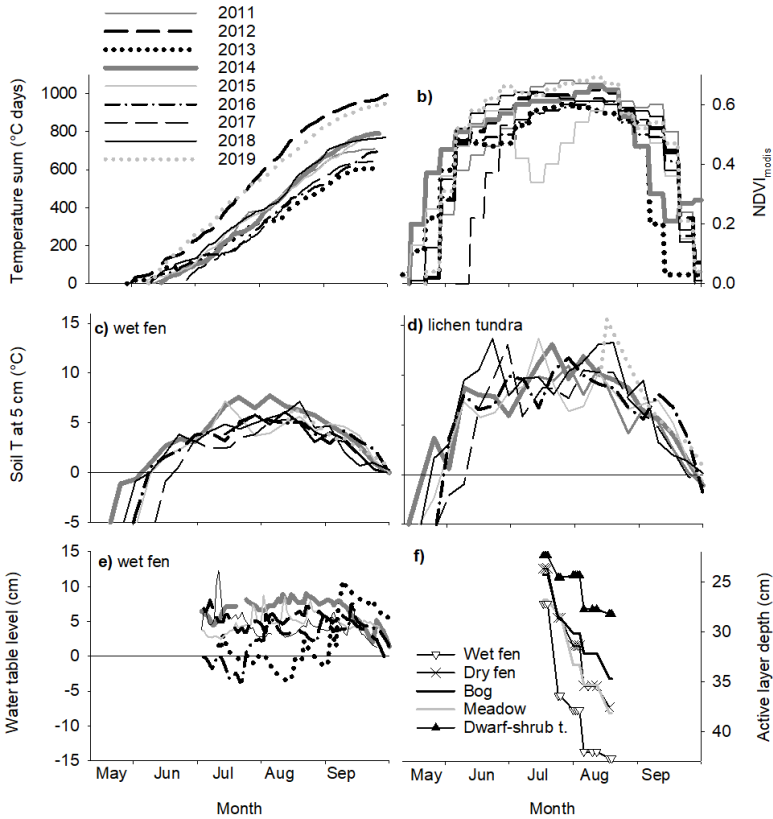 2011
2012
2013
2014
2015
2016
2017
2018
2019
Temperature sum (°C days)
1000
800
600
400
200
0
b)
0.6
0.4
0.2
0.0
NDVImodis
Soil T at 5 cm (°C)
15
10
5
0
-5
c) wet fen
d) lichen tundra
Water table level (cm)
15
10
5
0
-5
-10
-15
e) wet fen
f)
Wet fen
Dry fen
Bog
Meadow
Dwarf-shrub t.
25
30
35
40
Active layer depth (cm)
May Jun Jul Aug Sep
May Jun Jul Aug Sep
Month
Month